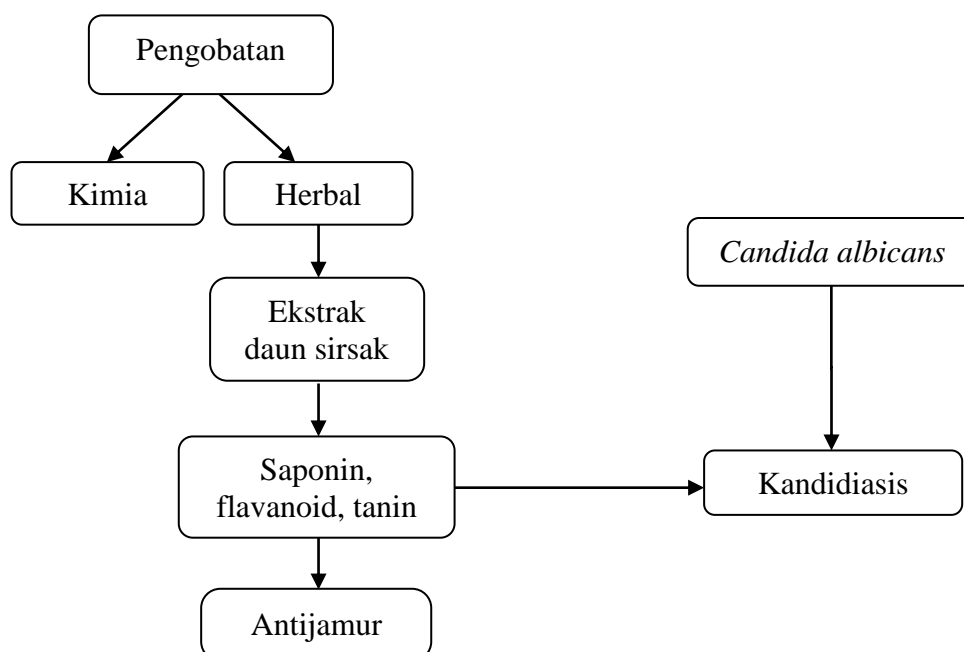 Pengobatan
Kimia
Herbal
Candida albicans
Ekstrak
daun sirsak
Saponin,
flavanoid, tanin
Kandidiasis
Antijamur